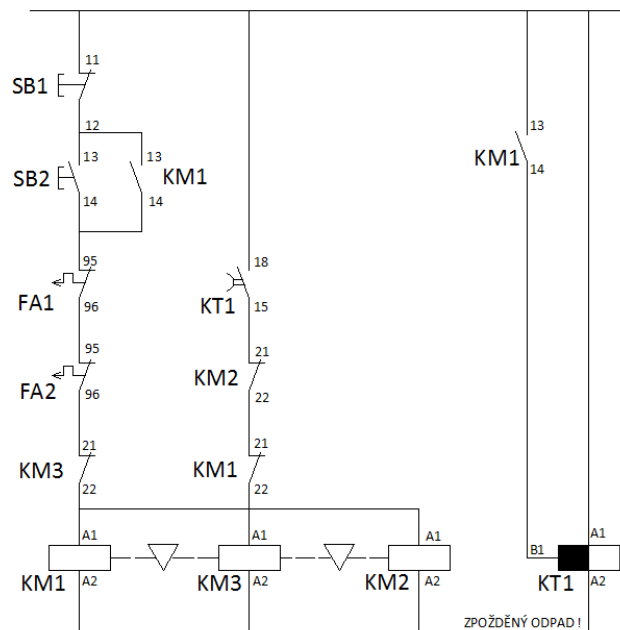 11
SB1
12
13 13
SB2 KM1
14 14
13
KM1
14
95 18
FA1 KT1
96 15
95 21
FA2 KM2
96 22
21 21
KM3 KM1
22 22
A1 A1 A1 B1 A1
KM1 A2 KM3 A2 KM2 A2 KT1 A2
ZPOŽDĚNÝ ODPAD !